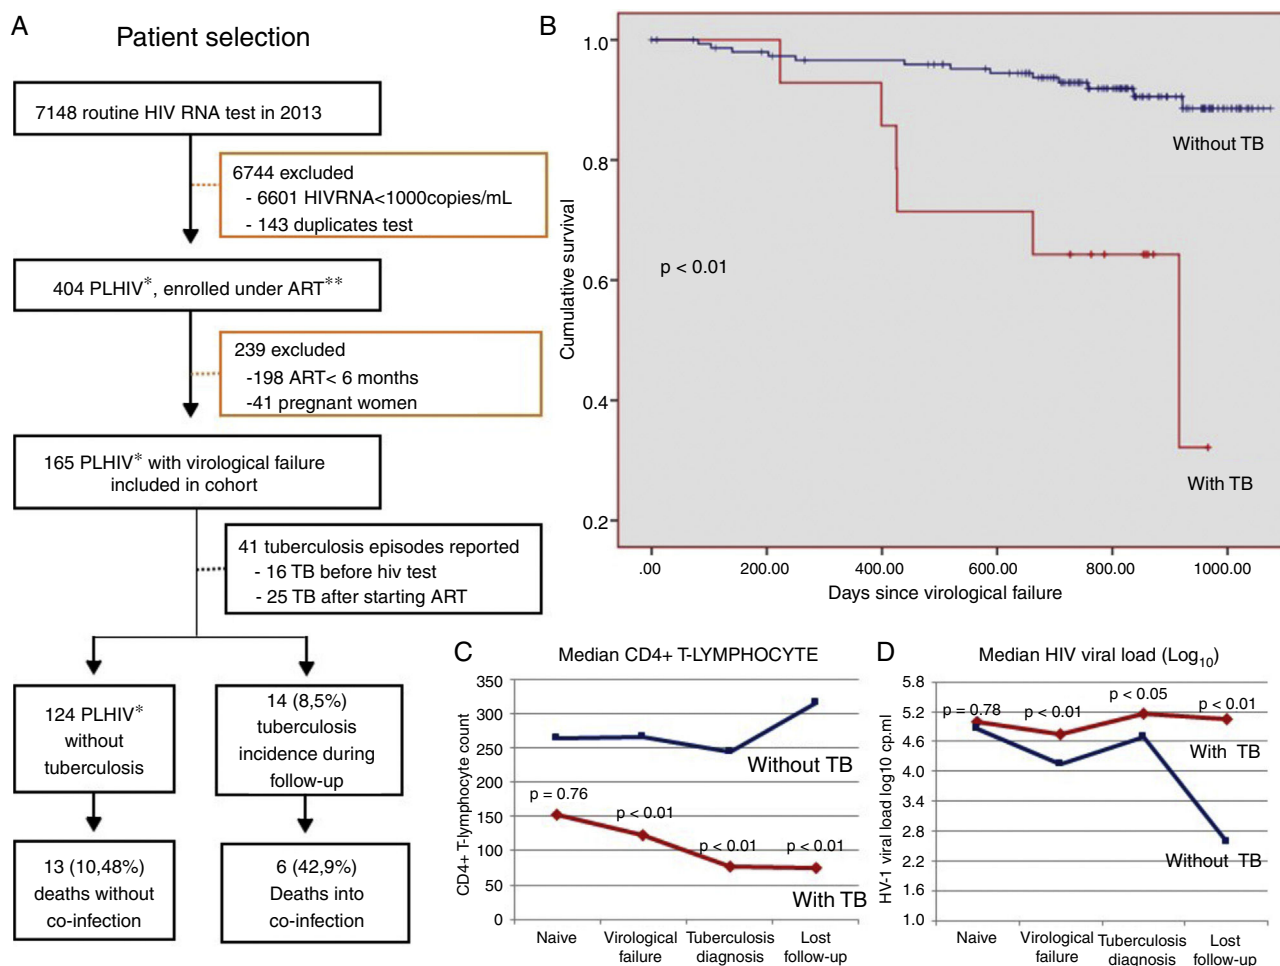 A
Patient selection
7148 routine HIV RNA test in 2013
6744 excluded
- 6601 HIVRNA<1000copies/mL
- 143 duplicates test
404 PLHIV*, enrolled under ART**
239 excluded
-198 ART< 6 months
-41 pregnant women
165 PLHIV* with virological failure
included in cohort
41 tuberculosis episodes reported
- 16 TB before hiv test
- 25 TB after starting ART
124 PLHIV*
without
tuberculosis
14 (8,5%)
tuberculosis
incidence during
follow-up
13 (10,48%)
deaths without
co-infection
6 (42,9%)
Deaths into
co-infection
B
Cumulative survival
1.0
0.8
0.6
0.4
0.2
Without TB
p < 0.01
With TB
.00
200.00
400.00
600.00
800.00
1000.00
Days since virological failure
C
Median CD4+ T-LYMPHOCYTE
CD4+ T-lymphocyte count
350
300
250
200
150
100
50
0
Without TB
p = 0.76
p < 0.01
p < 0.01
p < 0.01
With TB
Naive
Virological
failure
Tuberculosis
diagnosis
Lost
follow-up
D
Median HIV viral load (Log10)
HV-1 viral load log10 cp.ml
5.8
5.2
4.6
4.0
3.4
2.8
2.2
1.6
1.0
p = 0.78
p < 0.01
p < 0.05
p < 0.01
With TB
Without TB
Naive
Virological
failure
Tuberculosis
diagnosis
Lost
follow-up